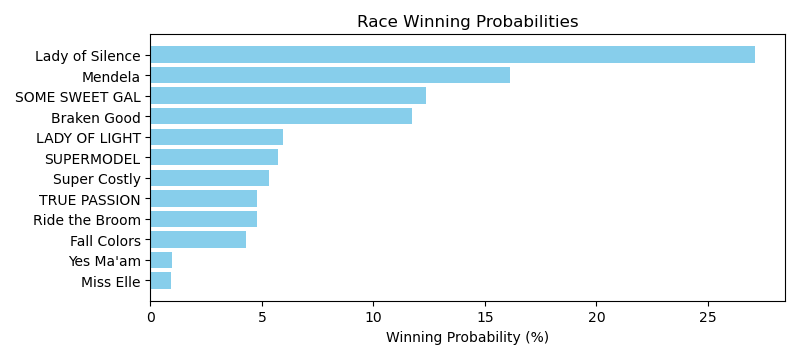 Race Winning Probabilities
Lady of Silence
Mendela
SOME SWEET GAL
Braken Good
LADY OF LIGHT
SUPERMODEL
Super Costly
TRUE PASSION
Ride the Broom
Fall Colors
Yes Ma'am
Miss Elle
0 5 10 15 20 25
Winning Probability (%)